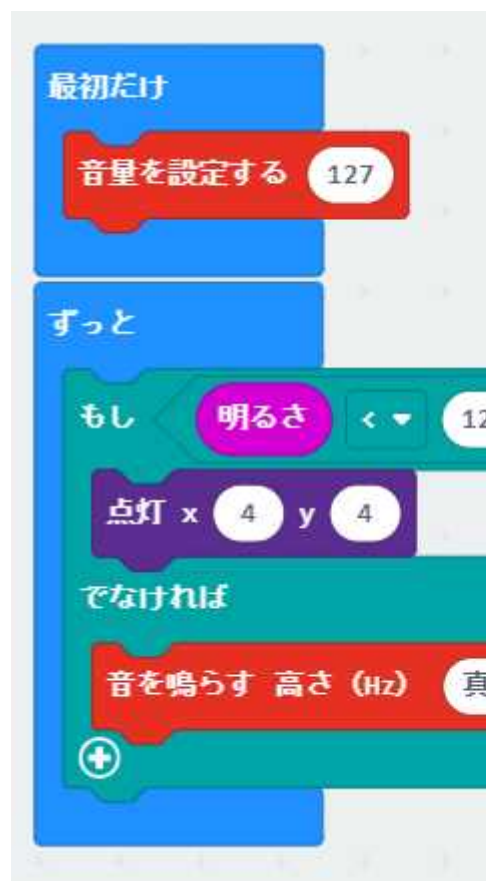 最初だけ
音量を設定する 127
ずっと
もし 明るさ < 12
点灯 x 4 y 4
でなければ
音を鳴らす 高さ (Hz) 真